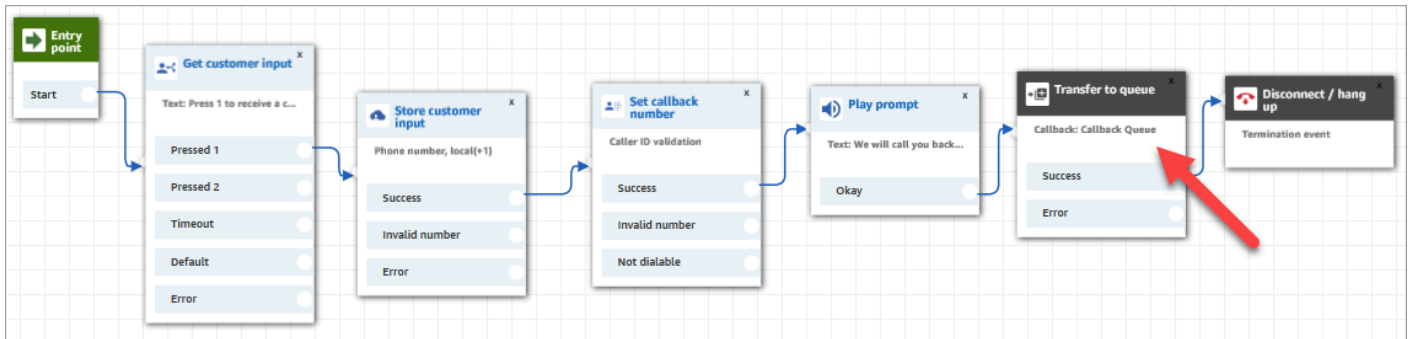 Entry
point
Start
Get customer input
x
Text: Press 1 to receive a c...
Pressed 1
Pressed 2
Timeout
Default
Error
Store customer
input
x
Phone number, local(+1)
Success
Invalid number
Error
Set callback
number
x
Caller ID validation
Success
Invalid number
Not dialable
Play prompt
x
Text: We will call you back...
Okay
Transfer to queue
x
Callback: Callback Queue
Success
Error
Disconnect / hang
up
x
Termination event